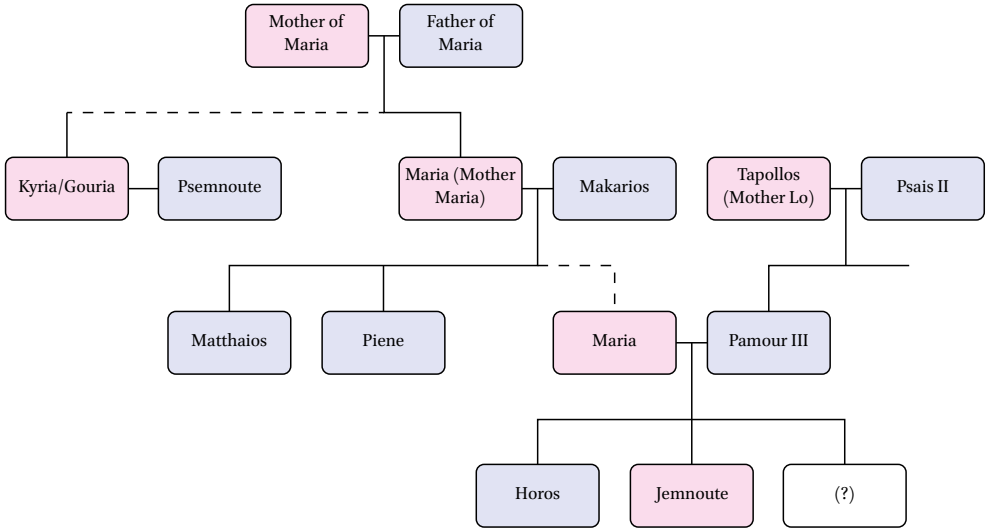 Mother of
Maria
Father of
Maria
Kyria/Gouria
Psemnoute
Maria (Mother
Maria)
Makarios
Tapollos
(Mother Lo)
Psais II
Matthaios
Piene
Maria
Pamour III
Horos
Jemnoute
(?)